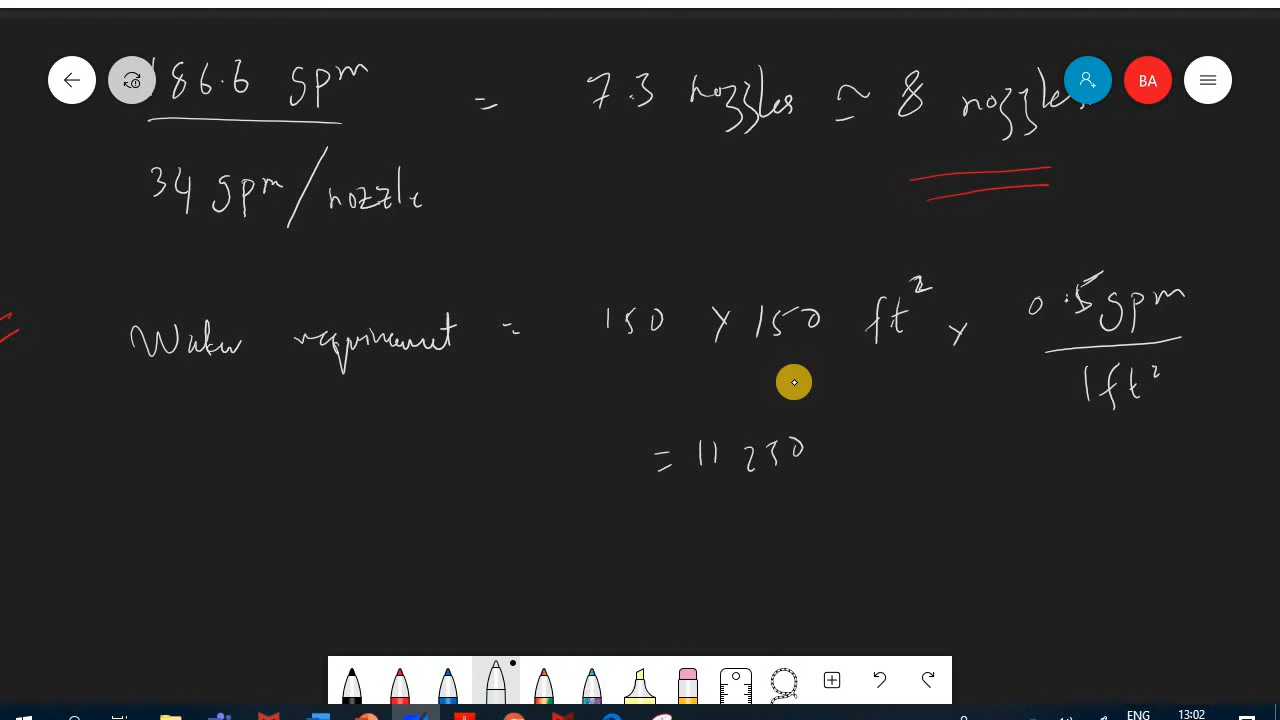 BA
186.6 gpm / 34 gpm/nozzle = 7.3 nozzles ≃ 8 nozzles
Water requirement = 150 x 150 ft² x 0.5 gpm / 1 ft²
= 11 250
ENG
13:02